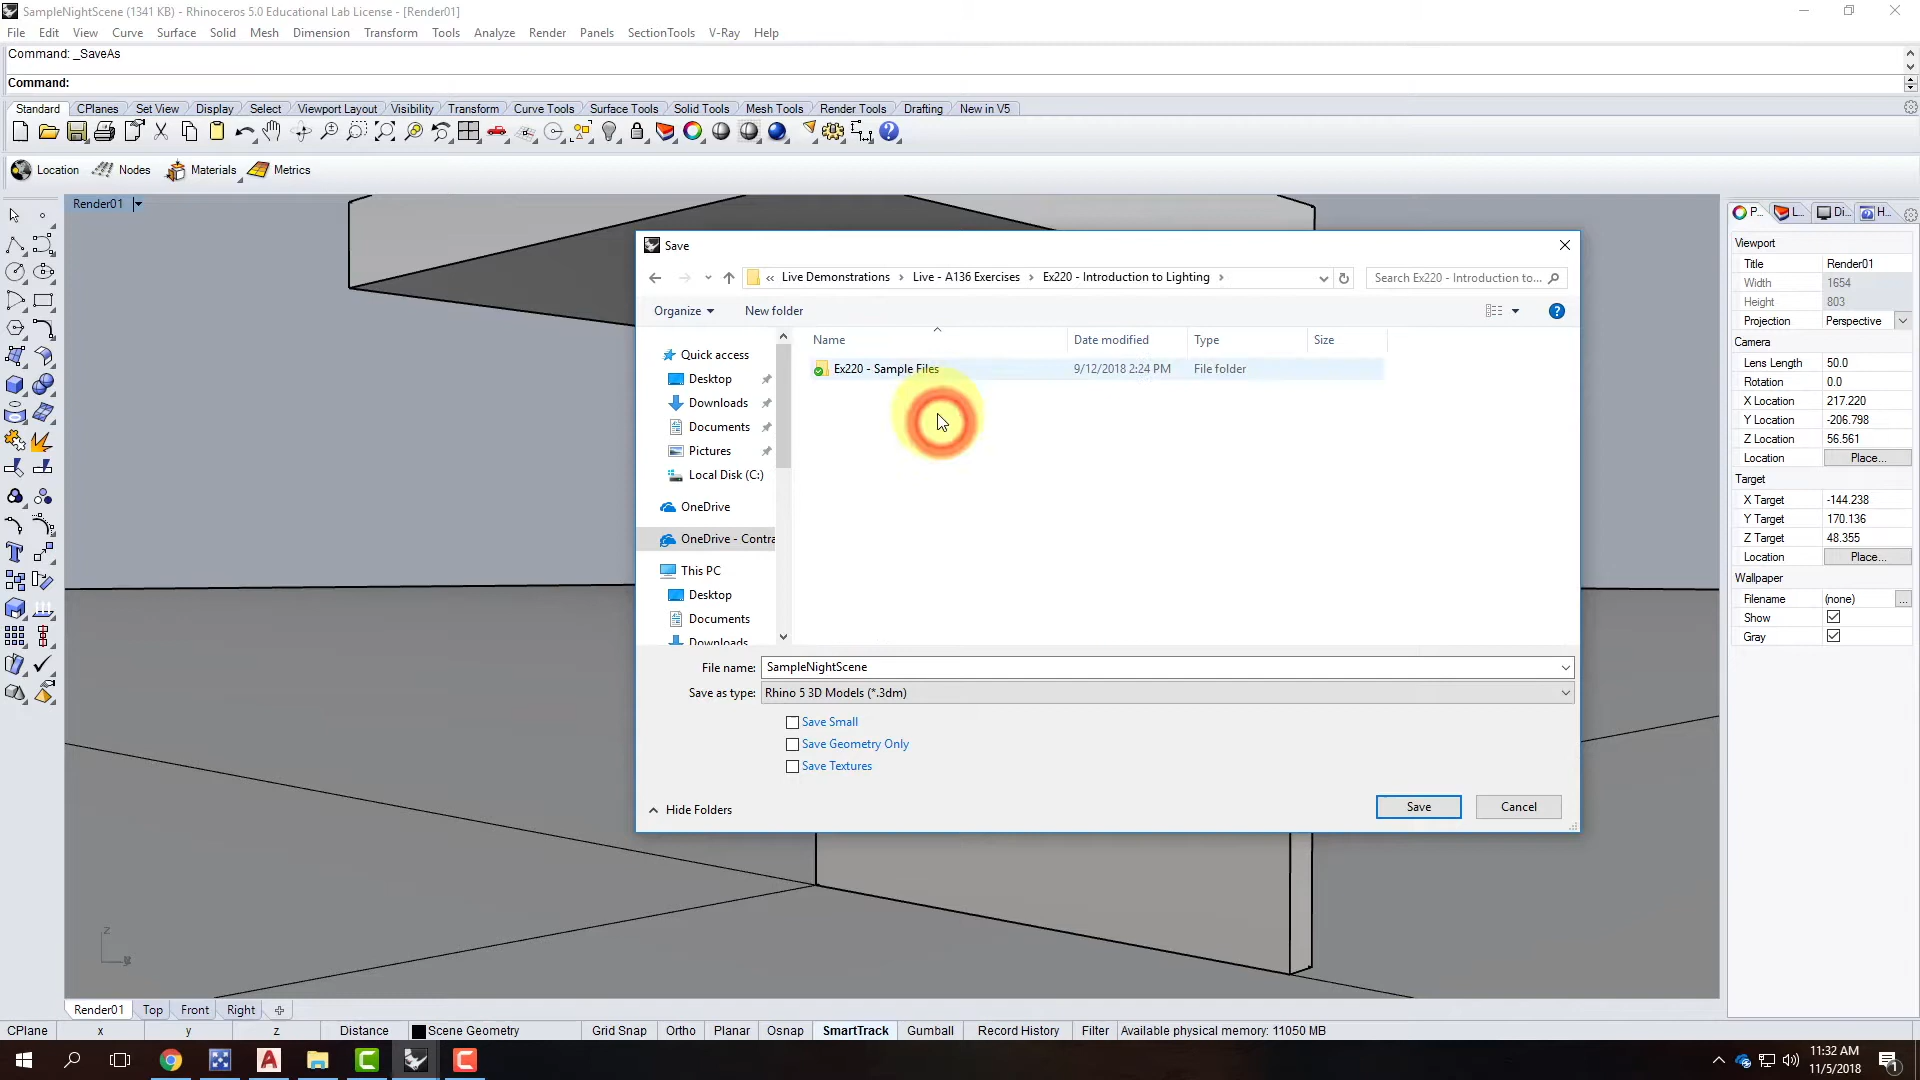 SampleNightScene (1341 KB) - Rhinoceros 5.0 Educational Lab License - [Render01]
File Edit View Curve Surface Solid Mesh Dimension Transform Tools Analyze Render Panels SectionTools V-Ray Help
Command: _SaveAs
Command:
Standard CPlanes Set View Display Select Viewport Layout Visibility Transform Curve Tools Surface Tools Solid Tools Mesh Tools Render Tools Drafting New in V5
Location Nodes Materials Metrics
Render01
P... L... Di... H...
Viewport
Title Render01
Width 1654
Height 803
Projection Perspective
Camera
Lens Length 50.0
Rotation 0.0
X Location 217.220
Y Location -206.798
Z Location 56.561
Location Place...
Target
X Target -144.238
Y Target 170.136
Z Target 48.355
Location Place...
Wallpaper
Filename (none) ...
Show
Gray
Save
« Live Demonstrations › Live - A136 Exercises › Ex220 - Introduction to Lighting ›
Search Ex220 - Introduction to...
Organize New folder
Name Date modified Type Size
Ex220 - Sample Files 9/12/2018 2:24 PM File folder
Quick access
Desktop
Downloads
Documents
Pictures
Local Disk (C:)
OneDrive
OneDrive - Contra
This PC
Desktop
Documents
Downloads
File name: SampleNightScene
Save as type: Rhino 5 3D Models (*.3dm)
Save Small
Save Geometry Only
Save Textures
Hide Folders
Save Cancel
z
y
Render01 Top Front Right
CPlane x y z Distance Scene Geometry Grid Snap Ortho Planar Osnap SmartTrack Gumball Record History Filter Available physical memory: 11050 MB
11:32 AM
11/5/2018
1